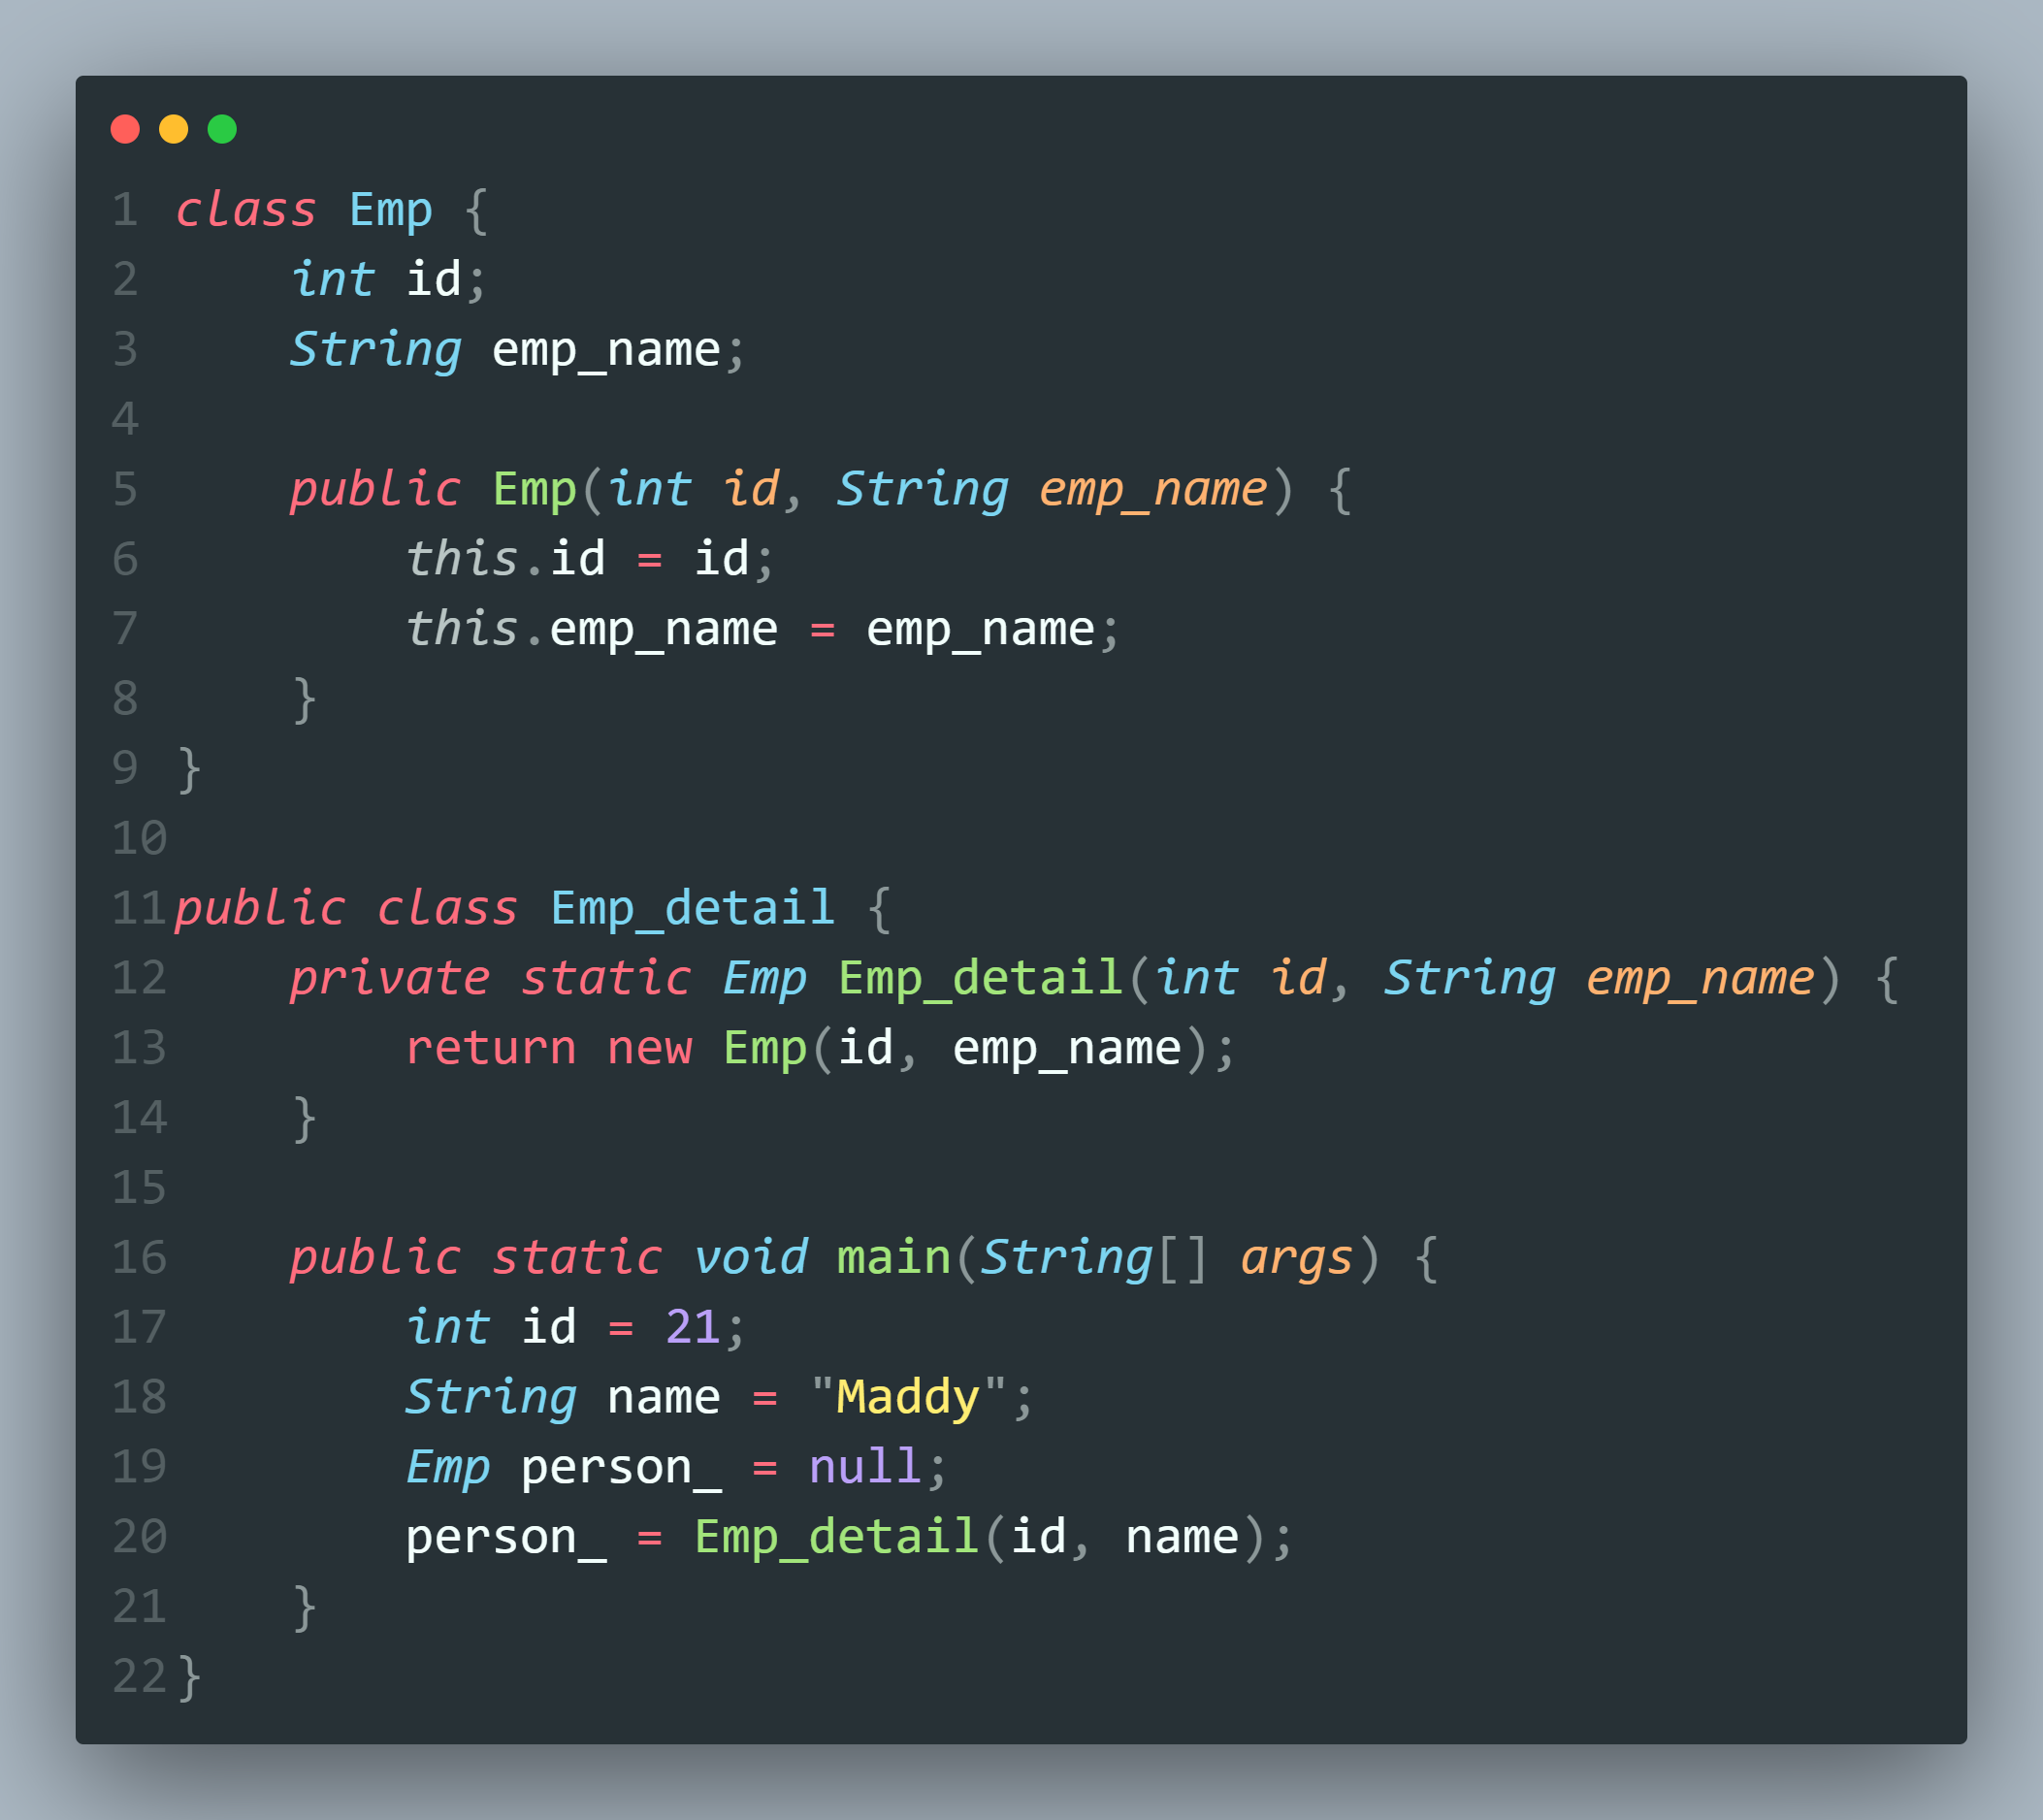 1 class Emp {
2     int id;
3     String emp_name;
4
5     public Emp(int id, String emp_name) {
6         this.id = id;
7         this.emp_name = emp_name;
8     }
9 }
10
11 public class Emp_detail {
12     private static Emp Emp_detail(int id, String emp_name) {
13         return new Emp(id, emp_name);
14     }
15
16     public static void main(String[] args) {
17         int id = 21;
18         String name = "Maddy";
19         Emp person_ = null;
20         person_ = Emp_detail(id, name);
21     }
22 }